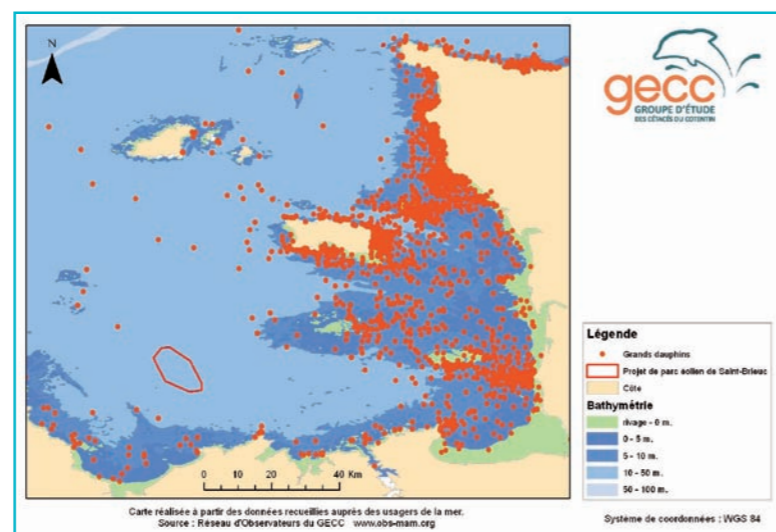 N
gecc
GROUPE D'ÉTUDE
DES CÉTACÉS DU COTENTIN
Légende
Grands dauphins
Projet de parc éolien de Saint-Brieuc
Côte
Bathymétrie
rivage - 0 m.
0 - 5 m.
5 - 10 m.
10 - 50 m.
50 - 100 m.
0 10 20 40 Km
Carte réalisée à partir des données recueillies auprès des usagers de la mer.
Source : Réseau d'Observateurs du GECC www.obs-mam.org
Système de coordonnées : WGS 84